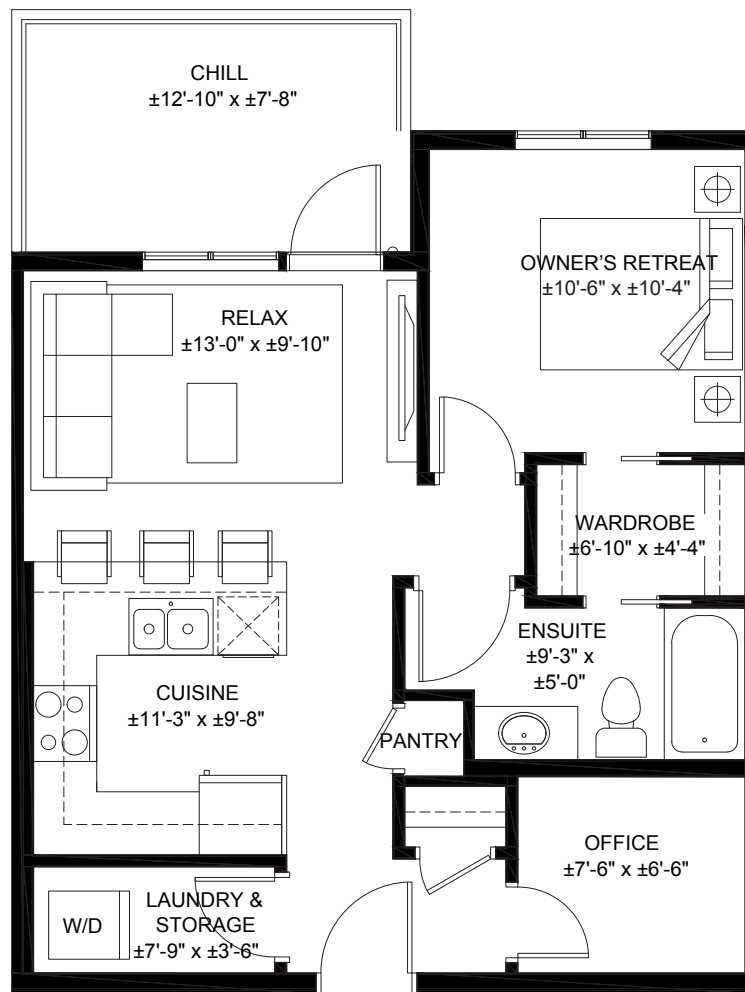 CHILL
±12'-10" x ±7'-8"
OWNER'S RETREAT
±10'-6" x ±10'-4"
RELAX
±13'-0" x ±9'-10"
WARDROBE
±6'-10" x ±4'-4"
ENSUITE
±9'-3" x
±5'-0"
CUISINE
±11'-3" x ±9'-8"
PANTRY
OFFICE
±7'-6" x ±6'-6"
LAUNDRY &
STORAGE
±7'-9" x ±3'-6"
W/D